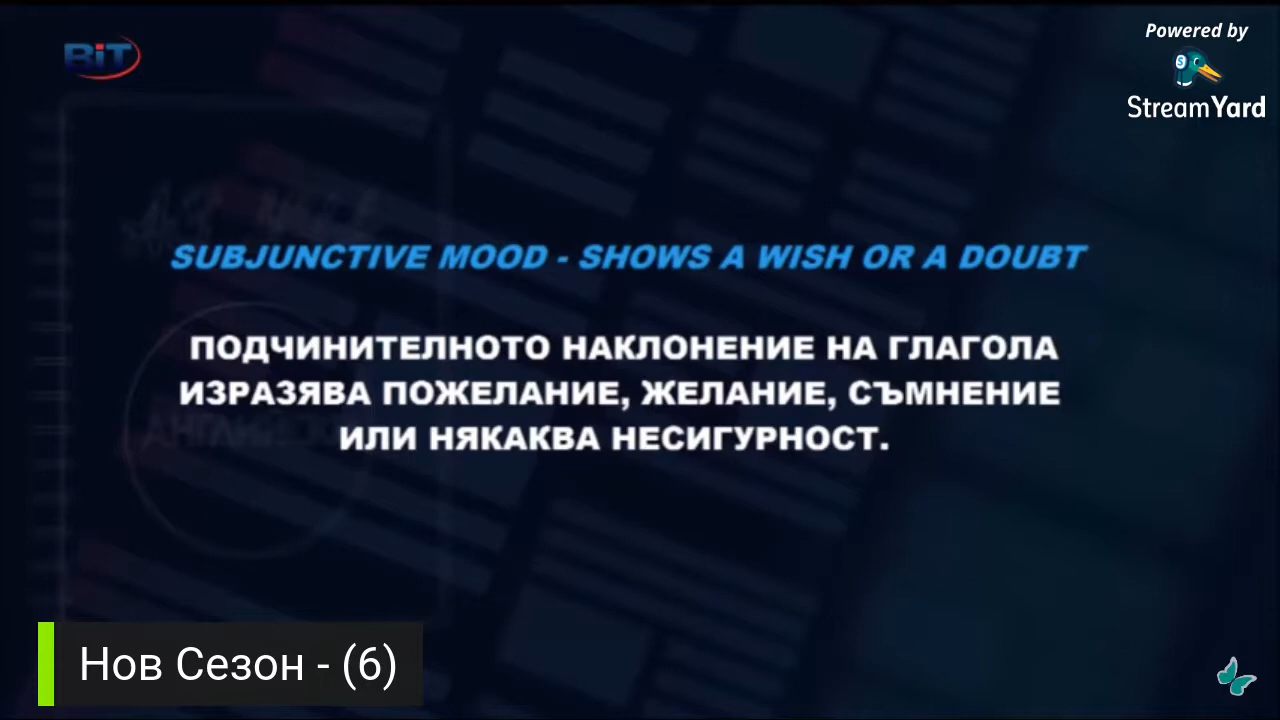 BiT
Powered by
StreamYard
SUBJUNCTIVE MOOD - SHOWS A WISH OR A DOUBT
ПОДЧИНИТЕЛНОТО НАКЛОНЕНИЕ НА ГЛАГОЛА
ИЗРАЗЯВА ПОЖЕЛАНИЕ, ЖЕЛАНИЕ, СЪМНЕНИЕ
ИЛИ НЯКАКВА НЕСИГУРНОСТ.
Нов Сезон - (6)